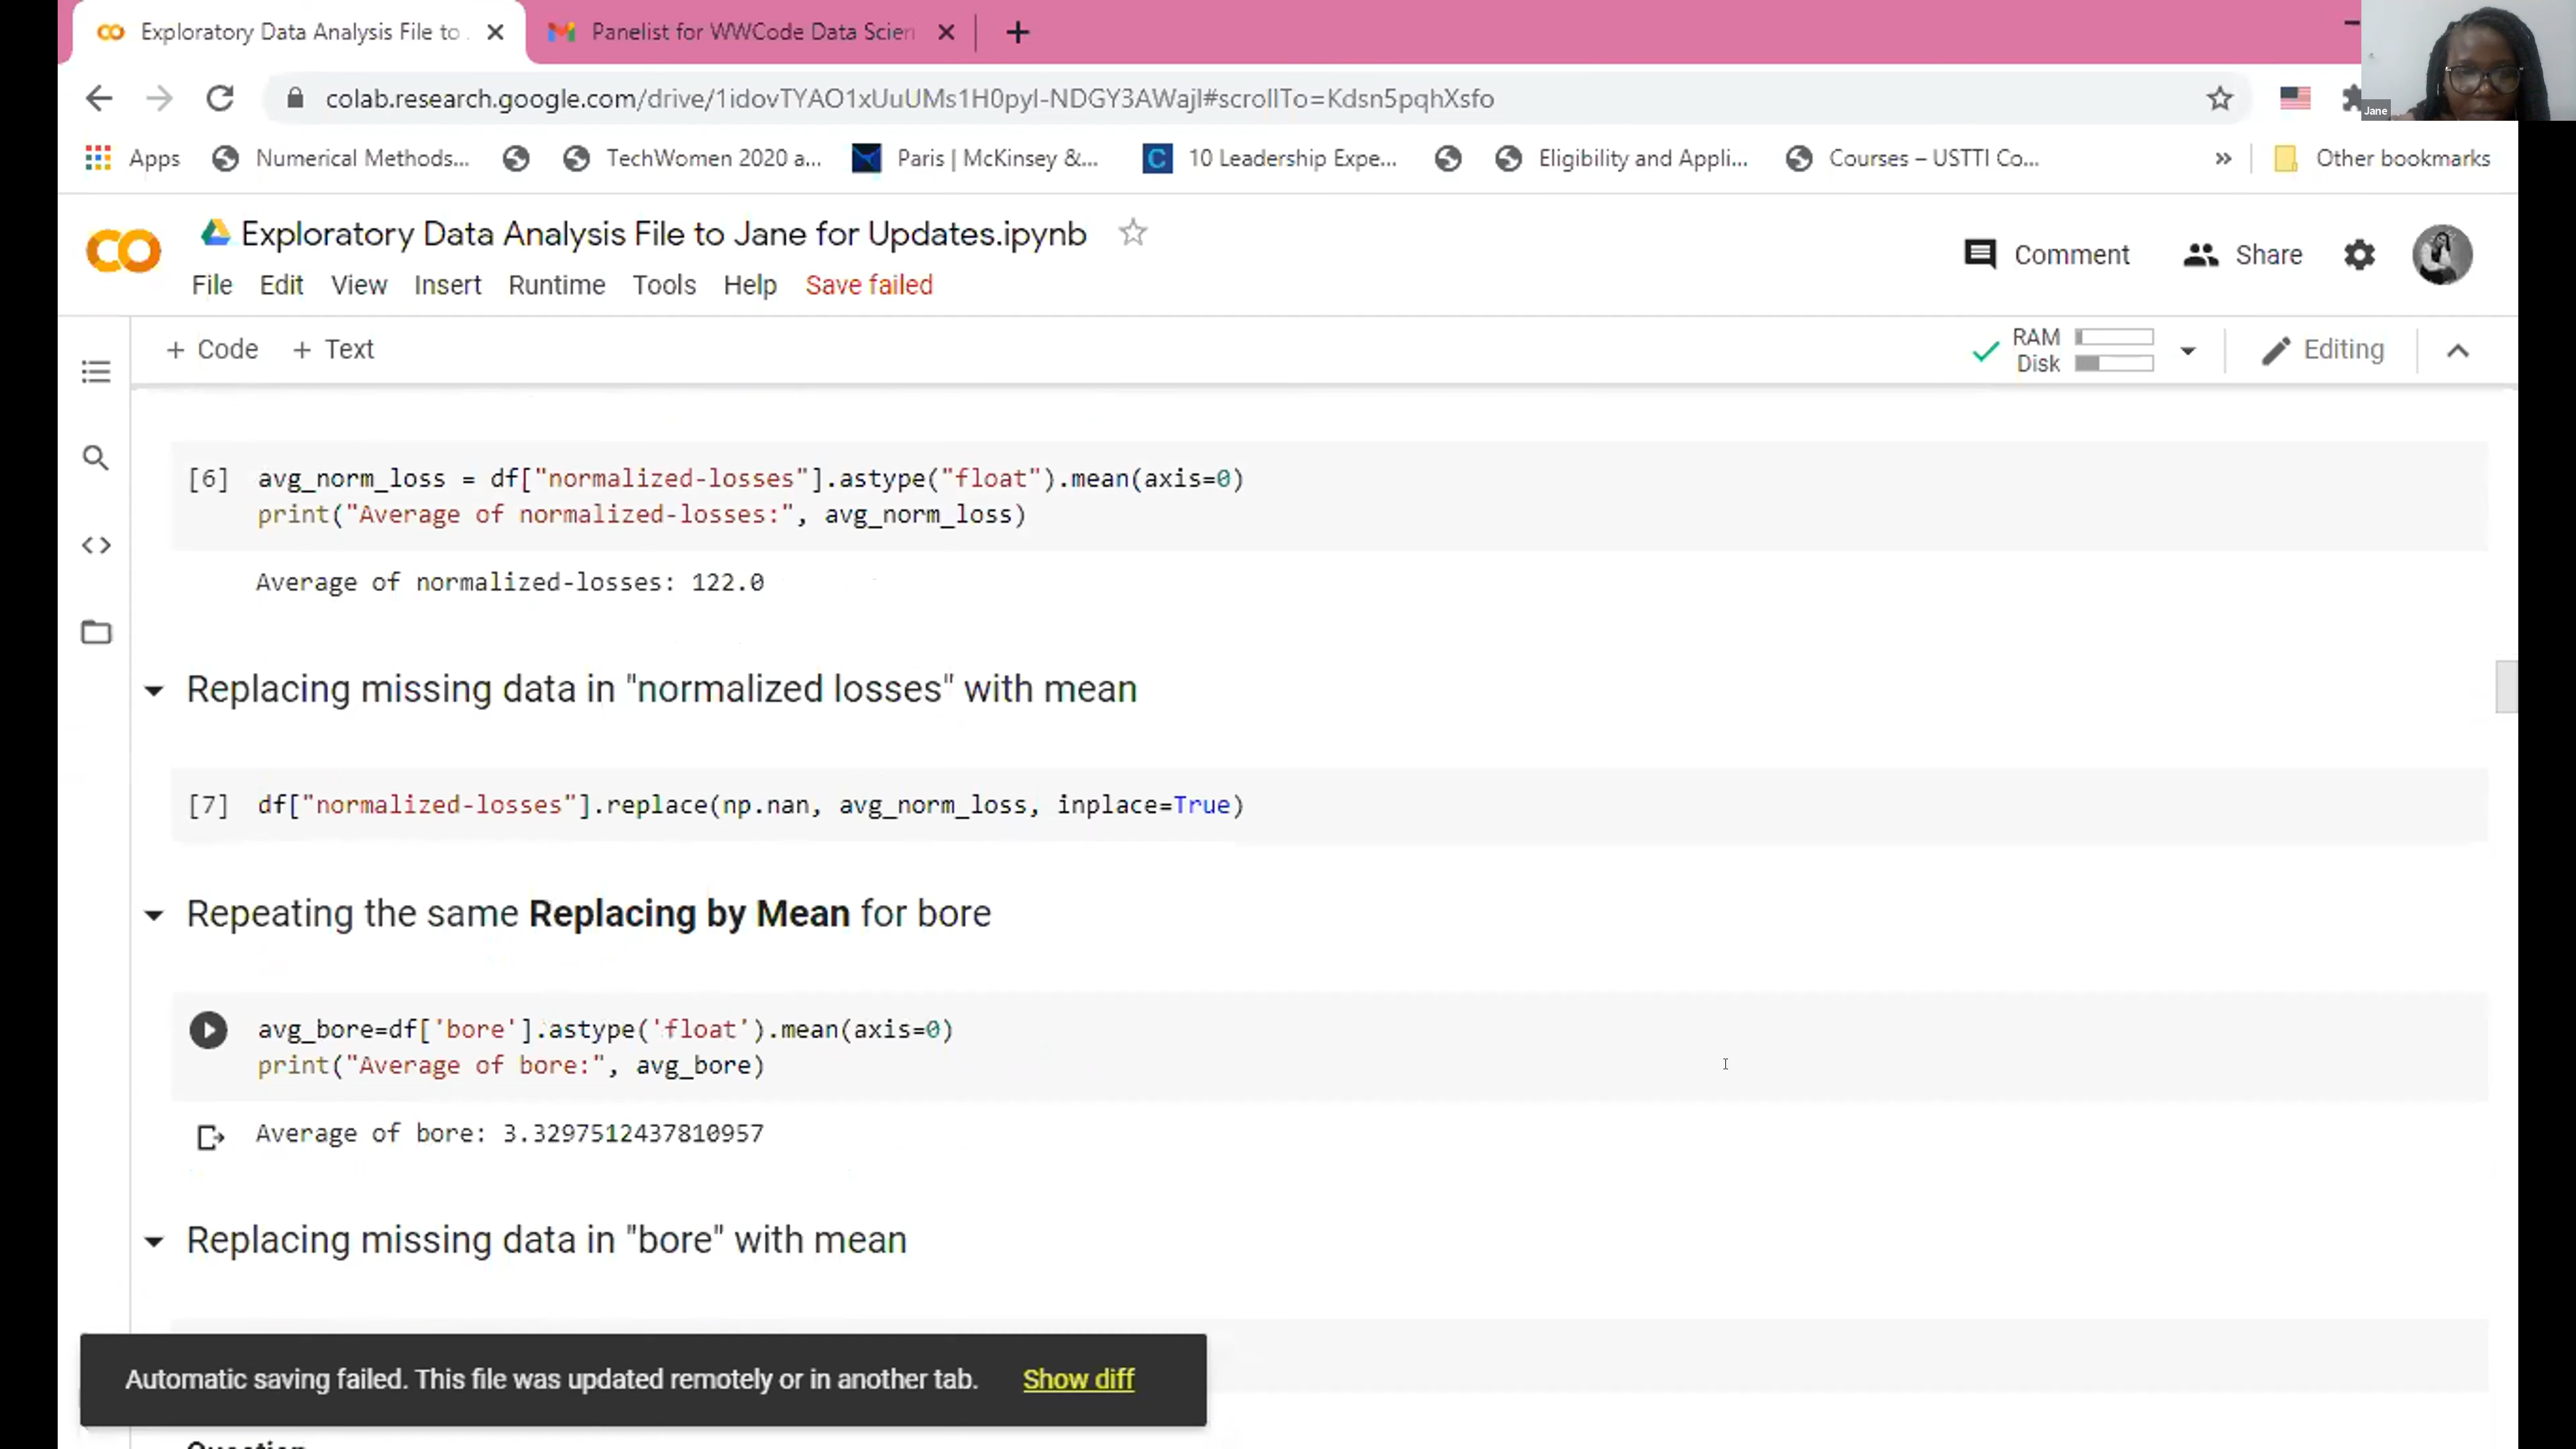 Exploratory Data Analysis File to
Panelist for WWCode Data Scien
Jane
colab.research.google.com/drive/1idovTYAO1xUuUMs1H0pyI-NDGY3AWajI#scrollTo=Kdsn5pqhXsfo
Apps Numerical Methods... TechWomen 2020 a... Paris | McKinsey &... C 10 Leadership Expe... Eligibility and Appli... Courses – USTTI Co... » Other bookmarks
CO Exploratory Data Analysis File to Jane for Updates.ipynb
Comment Share
File Edit View Insert Runtime Tools Help Save failed
+ Code + Text
RAM
Disk
Editing
[6] avg_norm_loss = df["normalized-losses"].astype("float").mean(axis=0)
print("Average of normalized-losses:", avg_norm_loss)
Average of normalized-losses: 122.0
Replacing missing data in "normalized losses" with mean
[7] df["normalized-losses"].replace(np.nan, avg_norm_loss, inplace=True)
Repeating the same Replacing by Mean for bore
avg_bore=df['bore'].astype('float').mean(axis=0)
print("Average of bore:", avg_bore)
Average of bore: 3.3297512437810957
Replacing missing data in "bore" with mean
Automatic saving failed. This file was updated remotely or in another tab. Show diff